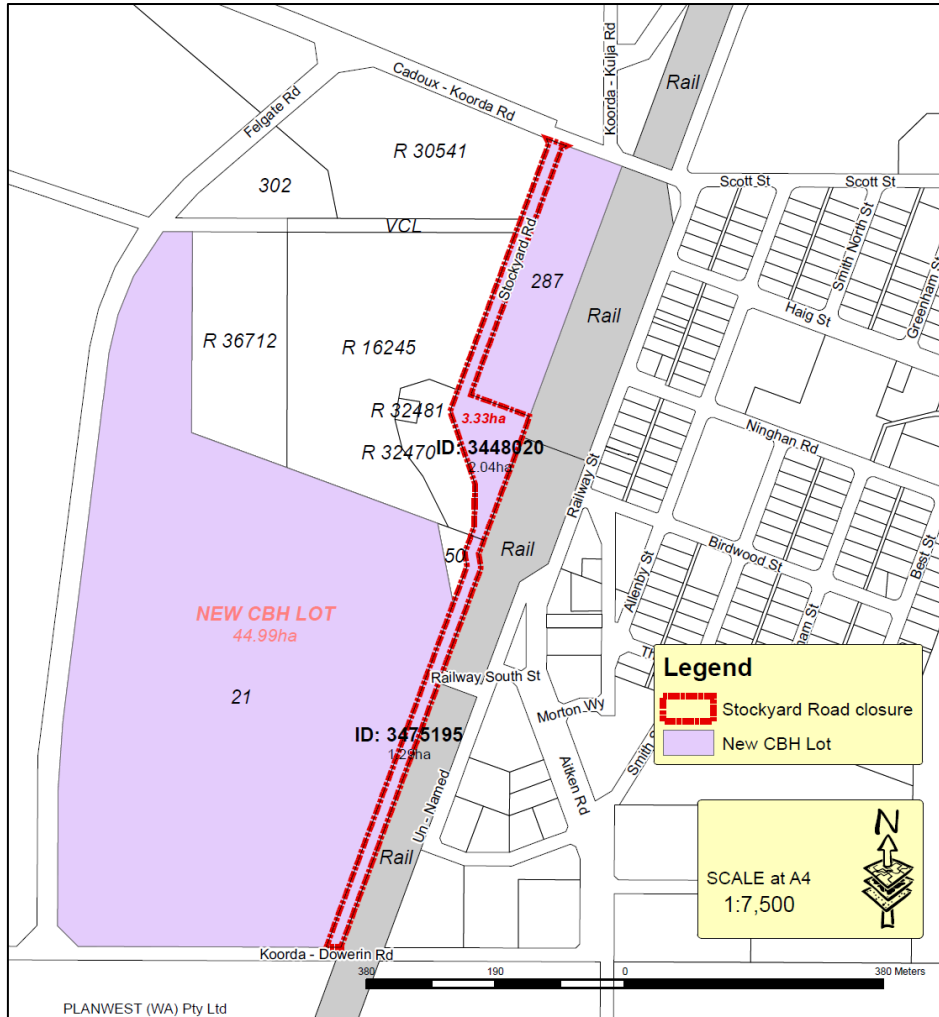 Koorda - Kulja Rd
Cadoux - Koorda Rd
Rail
Felgate Rd
R 30541
302
Scott St
Scott St
VCL
Stockyard Rd
Smith North St
Greenham St
287
Haig St
Rail
R 36712
R 16245
R 32481
3.33ha
Ninghan Rd
R 32470
ID: 3448020
2.04ha
Railway St
50
Rail
Birdwood St
Best St
Allenby St
NEW CBH LOT
44.99ha
21
Railway South St
Morton Wy
ID: 3475195
1.29ha
Aitken Rd
Un - Named
Rail
Legend
Stockyard Road closure
New CBH Lot
N
SCALE at A4
1:7,500
Koorda - Dowerin Rd
380 190 0 380 Meters
PLANWEST (WA) Pty Ltd